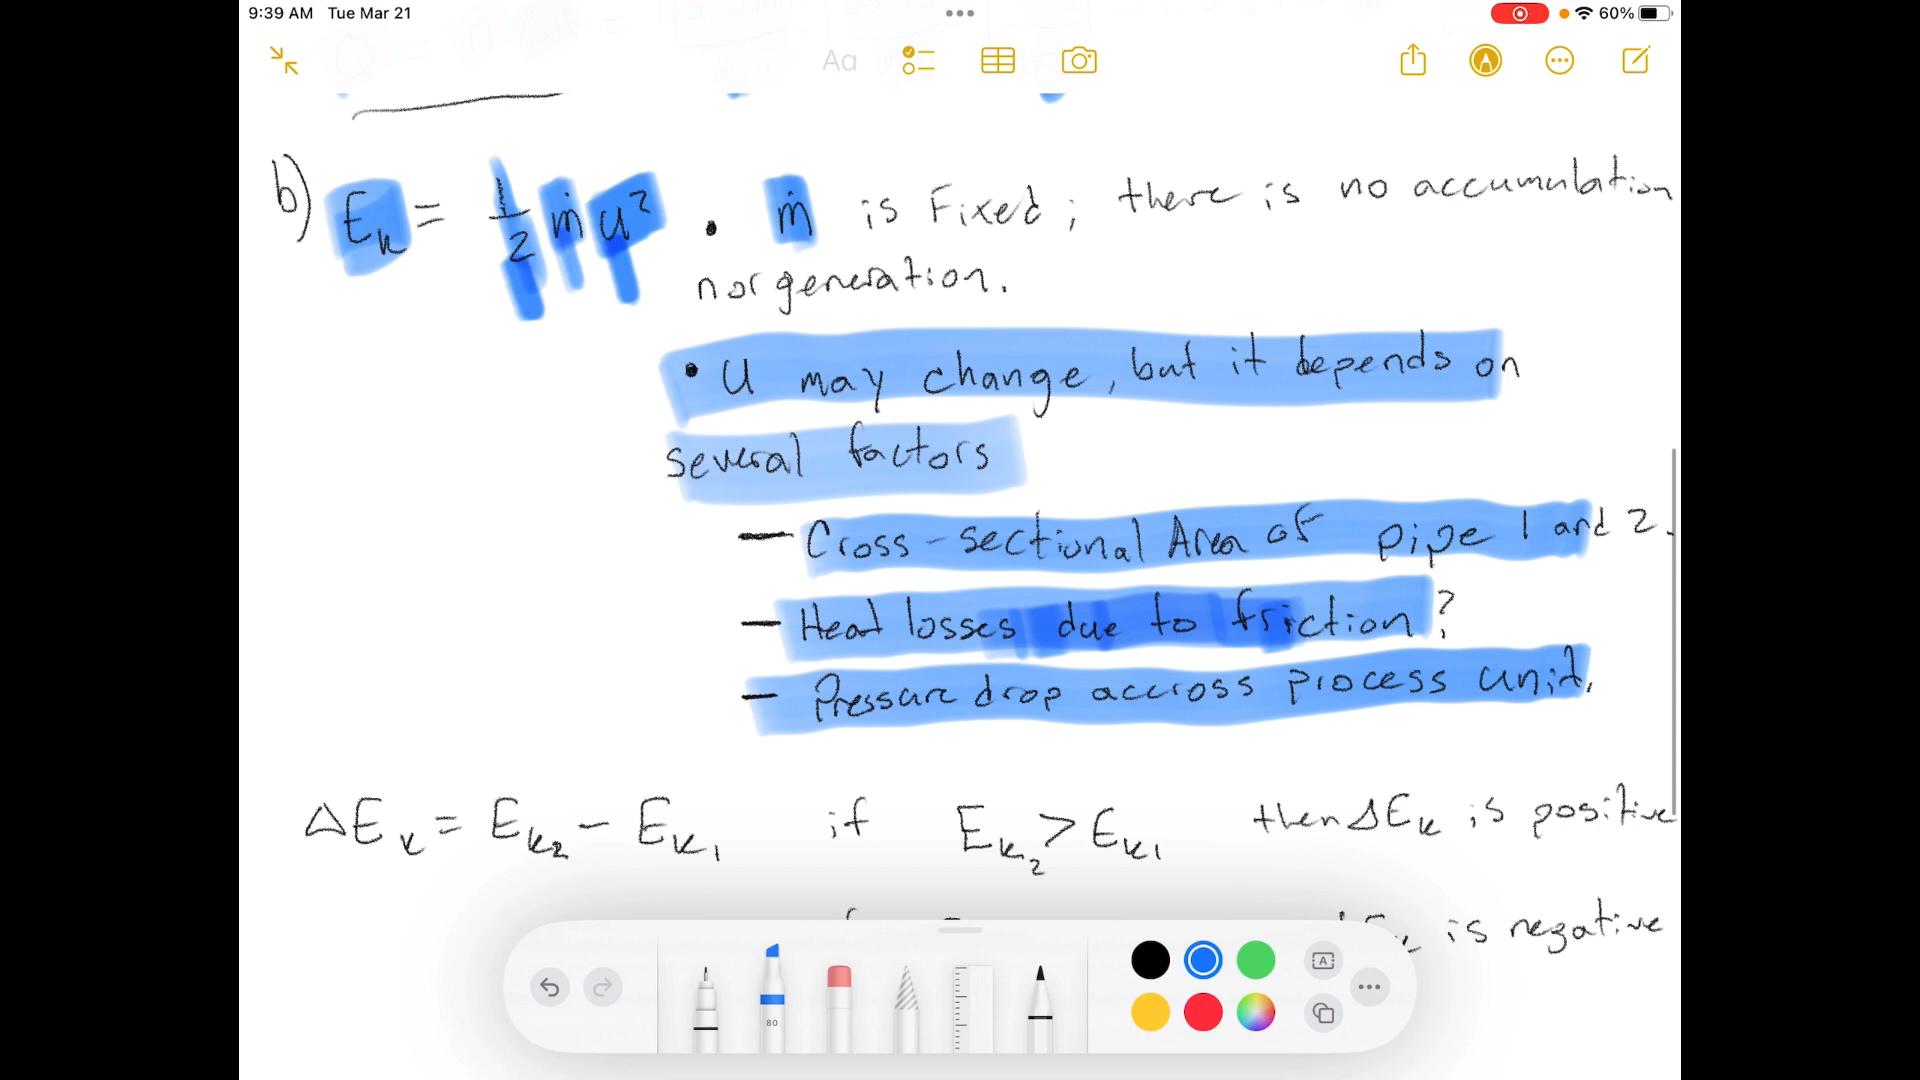 9:39 AM Tue Mar 21
60%
Aa
b) Eₖ = 1/2 ṁu² • ṁ is Fixed; there is no accumulation
nor generation.
• U may change, but it depends on
several factors
— Cross-sectional Area of pipe 1 and 2.
— Head losses due to friction?
— Pressure drop accross process unit.
ΔEₖ = Eₖ₂ - Eₖ₁ if Eₖ₂ > Eₖ₁ then ΔEₖ is positive
is negative
80
A